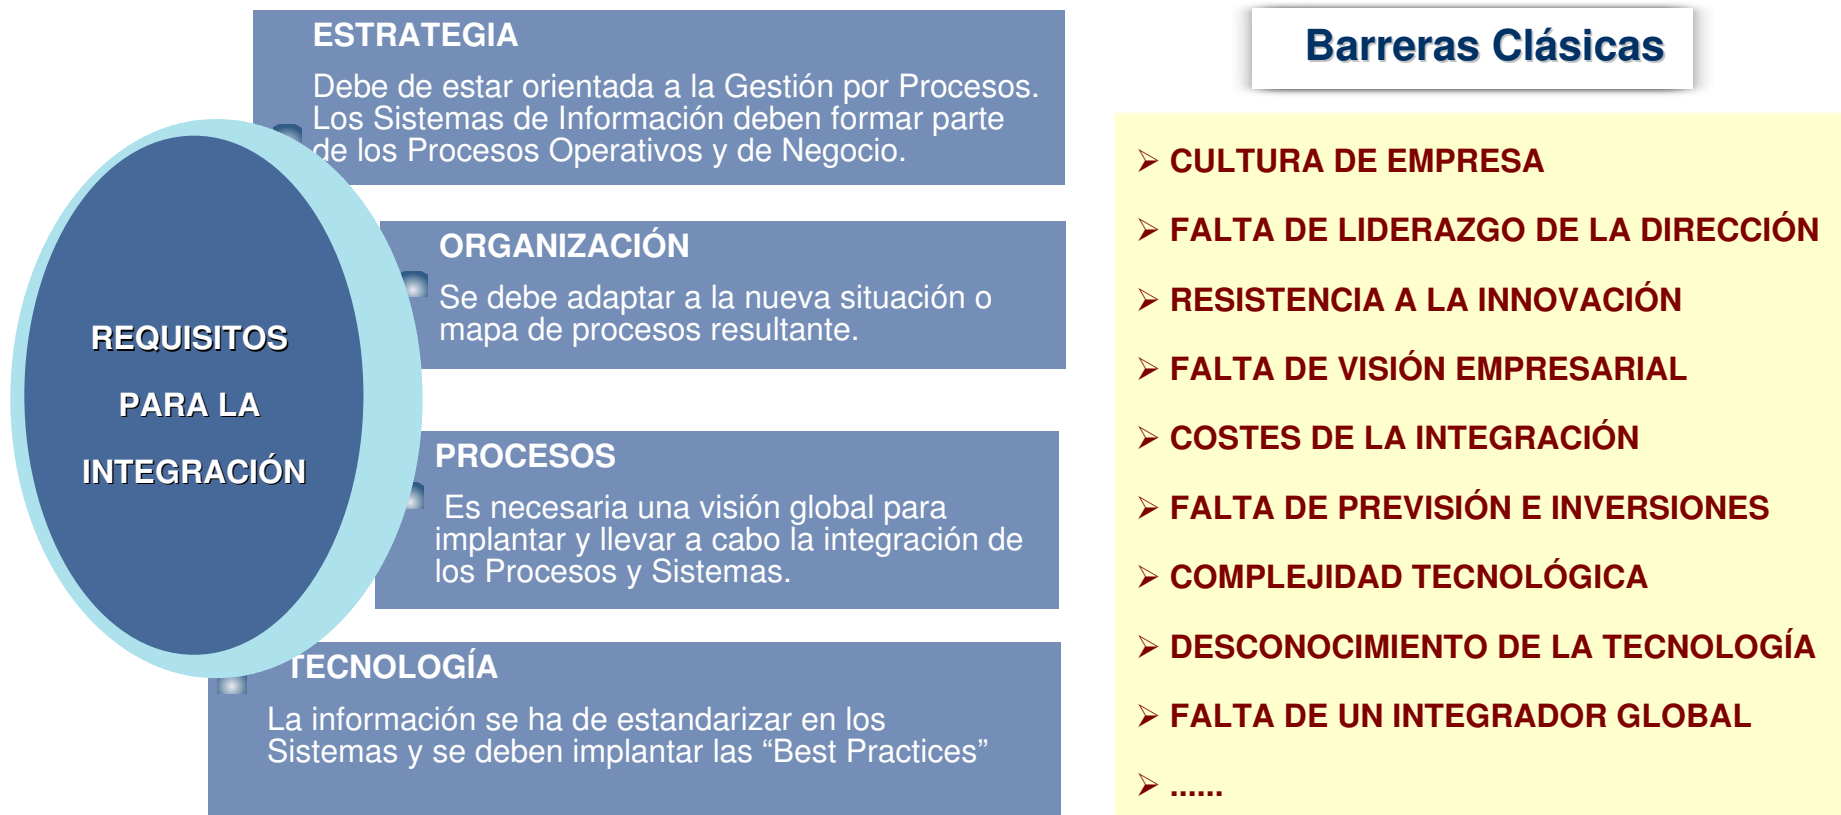 REQUISITOS
PARA LA
INTEGRACIÓN
ESTRATEGIA
Debe de estar orientada a la Gestión por Procesos.
Los Sistemas de Información deben formar parte
de los Procesos Operativos y de Negocio.
ORGANIZACIÓN
Se debe adaptar a la nueva situación o
mapa de procesos resultante.
PROCESOS
Es necesaria una visión global para
implantar y llevar a cabo la integración de
los Procesos y Sistemas.
TECNOLOGÍA
La información se ha de estandarizar en los
Sistemas y se deben implantar las “Best Practices”
Barreras Clásicas
➢ CULTURA DE EMPRESA
➢ FALTA DE LIDERAZGO DE LA DIRECCIÓN
➢ RESISTENCIA A LA INNOVACIÓN
➢ FALTA DE VISIÓN EMPRESARIAL
➢ COSTES DE LA INTEGRACIÓN
➢ FALTA DE PREVISIÓN E INVERSIONES
➢ COMPLEJIDAD TECNOLÓGICA
➢ DESCONOCIMIENTO DE LA TECNOLOGÍA
➢ FALTA DE UN INTEGRADOR GLOBAL
➢ ......